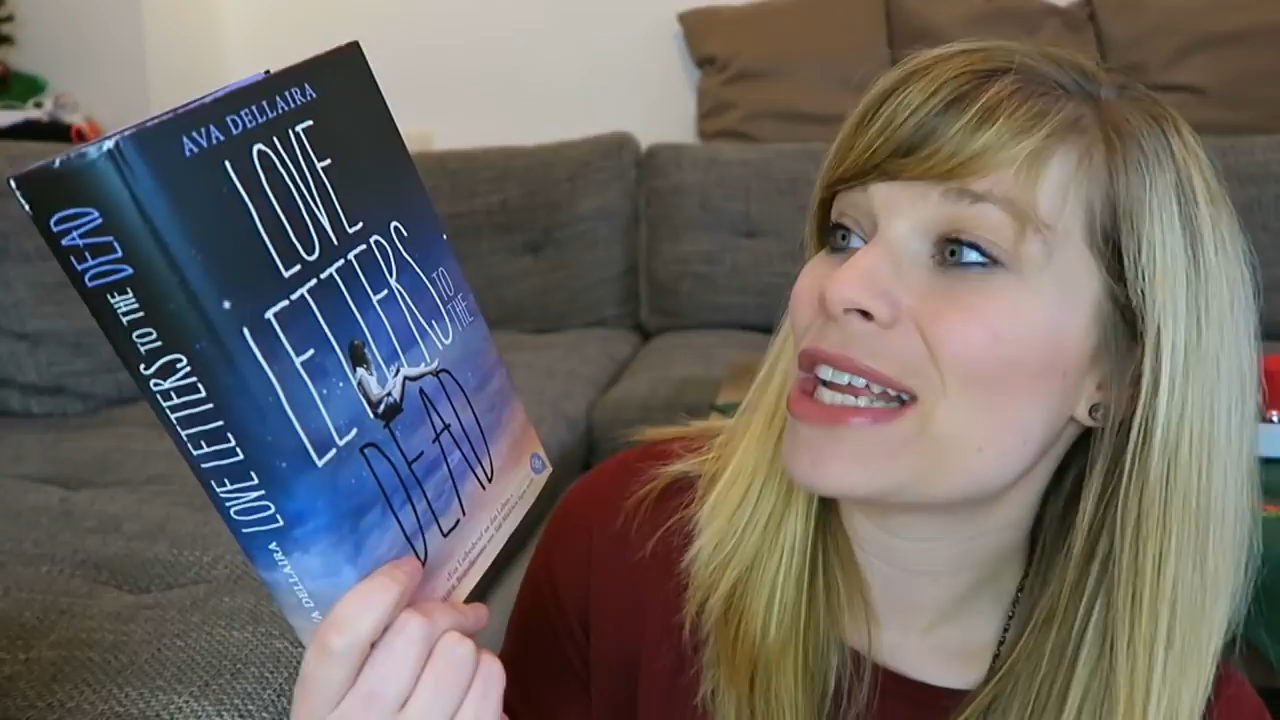 AVA DELLAIRA
LOVE
LETTERS TO THE
DEAD
AVA DELLAIRA LOVE LETTERS TO THE DEAD